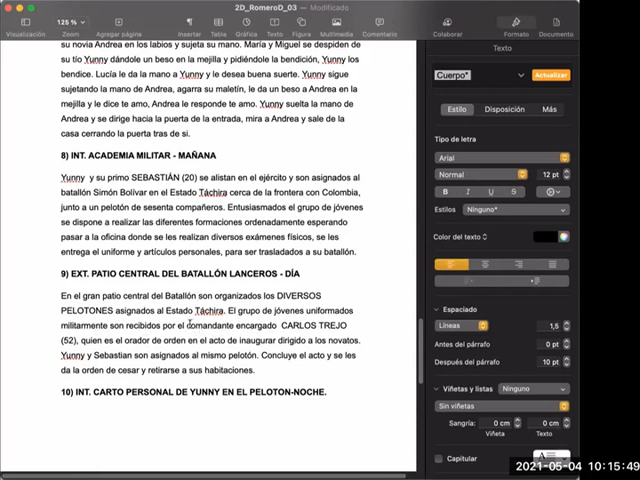 2D_RomeroD_03 — Modificado
125 %
Visualización
Zoom
Agregar página
Insertar
Tabla
Gráfica
Texto
Figura
Multimedia
Comentario
Colaborar
Formato
Documento
su novia Andrea en los labios y sujeta su mano. María y Miguel se despiden de
su tío Yunny dándole un beso en la mejilla y pidiéndole la bendición, Yunny los
bendice. Lucía le da la mano a Yunny y le desea buena suerte. Yunny sigue
sujetando la mano de Andrea, agarra su maletín, le da un beso a Andrea en la
mejilla y le dice te amo, Andrea le responde te amo. Yunny suelta la mano de
Andrea y se dirige hacia la puerta de la entrada, mira a Andrea y sale de la
casa cerrando la puerta tras de si.
8) INT. ACADEMIA MILITAR - MAÑANA
Yunny y su primo SEBASTIÁN (20) se alistan en el ejército y son asignados al
batallón Simón Bolívar en el Estado Táchira cerca de la frontera con Colombia,
junto a un pelotón de sesenta compañeros. Entusiasmados el grupo de jóvenes
se dispone a realizar las diferentes formaciones ordenadamente esperando
pasar a la oficina donde se les realizan diversos exámenes físicos, se les
entrega el uniforme y artículos personales, para ser trasladados a su batallón.
9) EXT. PATIO CENTRAL DEL BATALLÓN LANCEROS - DÍA
En el gran patio central del Batallón son organizados los DIVERSOS
PELOTONES asignados al Estado Táchira. El grupo de jóvenes uniformados
militarmente son recibidos por el comandante encargado CARLOS TREJO
(52), quien es el orador de orden en el acto de inaugurar dirigido a los novatos.
Yunny y Sebastian son asignados al mismo pelotón. Concluye el acto y se les
da la orden de cesar y retirarse a sus habitaciones.
10) INT. CARTO PERSONAL DE YUNNY EN EL PELOTON-NOCHE.
Texto
Cuerpo*
Actualizar
Estilo
Disposición
Más
Tipo de letra
Arial
Normal
12 pt
B I U S
Estilos
Ninguno*
Color del texto
Espaciado
Líneas
1,5
Antes del párrafo
0 pt
Después del párrafo
10 pt
Viñetas y listas
Ninguno
Sin viñetas
Sangría:
0 cm
0 cm
Viñeta
Texto
Capitular
2021-05-04 10:15:49